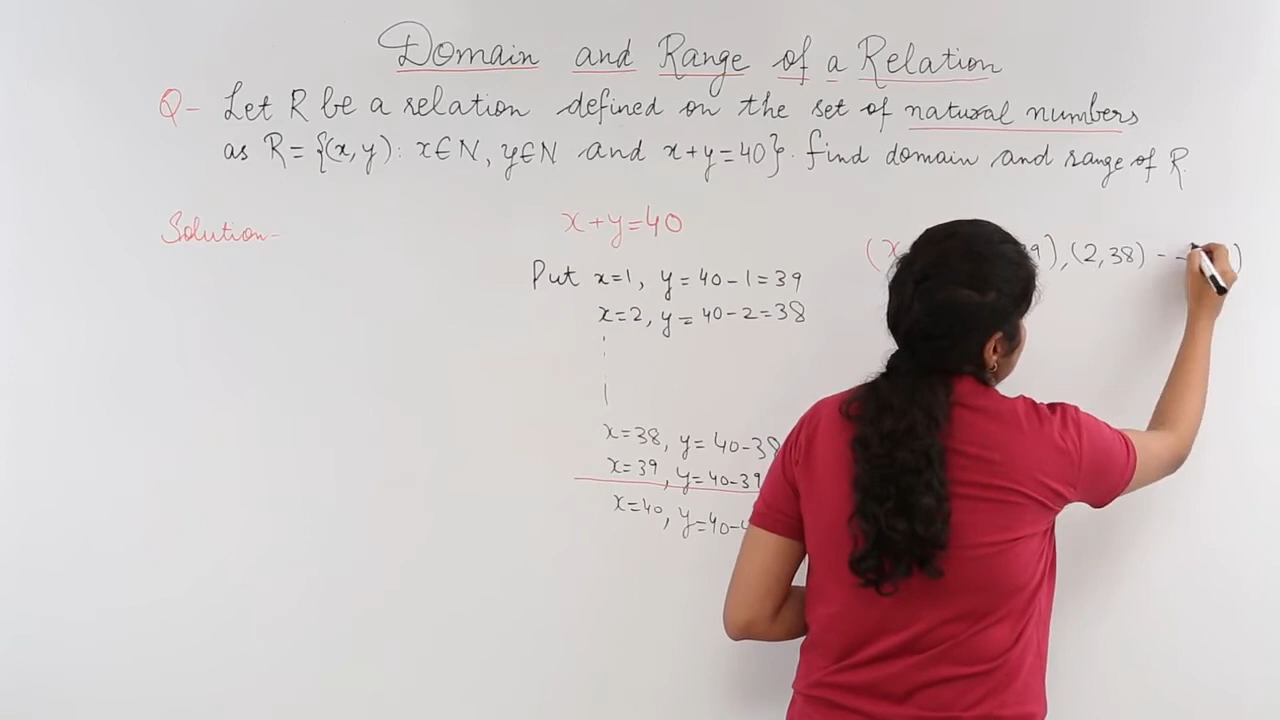 Domain and Range of a Relation
Q- Let R be a relation defined on the set of natural numbers
as R = {(x, y) : x∈N, y∈N and x+y=40}. find domain and range of R.
Solution-
x+y=40
(x 9), (2,38) - - )
Put x=1, y = 40-1=39
x=2, y = 40-2=38
x=38, y = 40-38
x=39, y=40-39
x=40, y=40-4